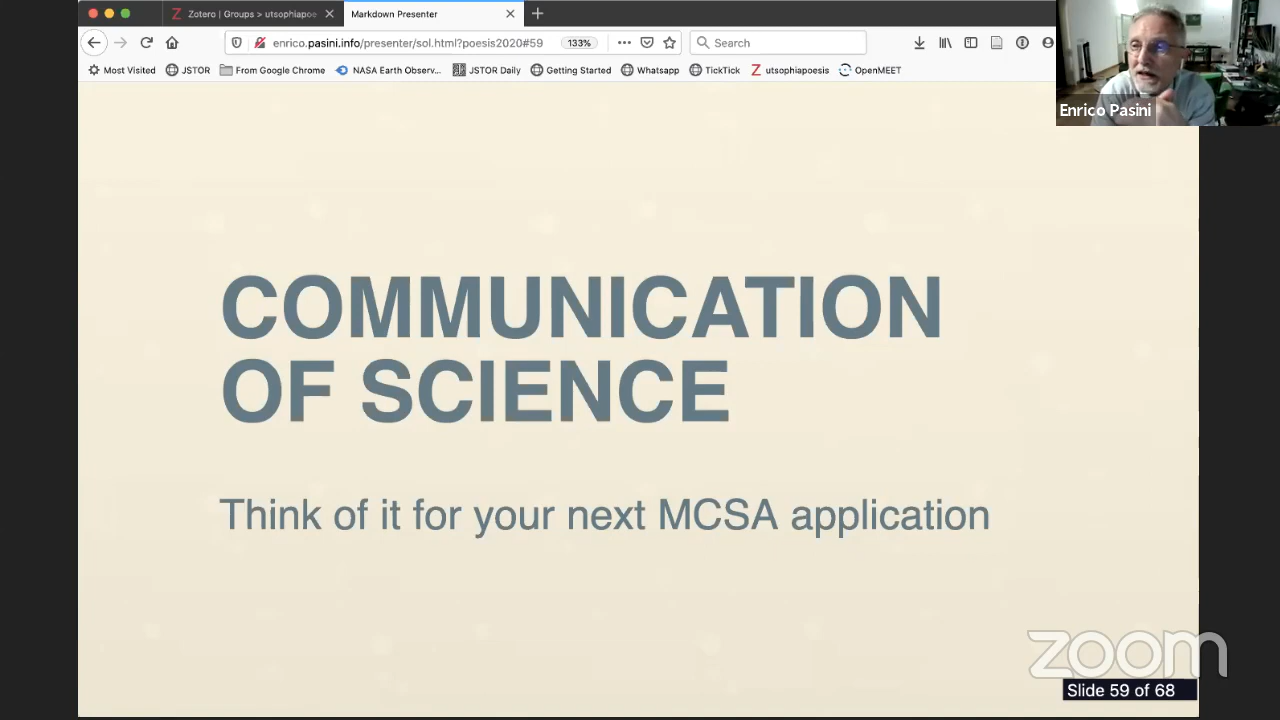 Z Zotero | Groups > utsophiapoe
Markdown Presenter
enrico.pasini.info/presenter/sol.html?poesis2020#59
133%
Search
Most Visited
JSTOR
From Google Chrome
NASA Earth Observ...
JSTOR Daily
Getting Started
Whatsapp
TickTick
Z utsophiapoesis
OpenMEET
Enrico Pasini
COMMUNICATION
OF SCIENCE
Think of it for your next MCSA application
zoom
Slide 59 of 68